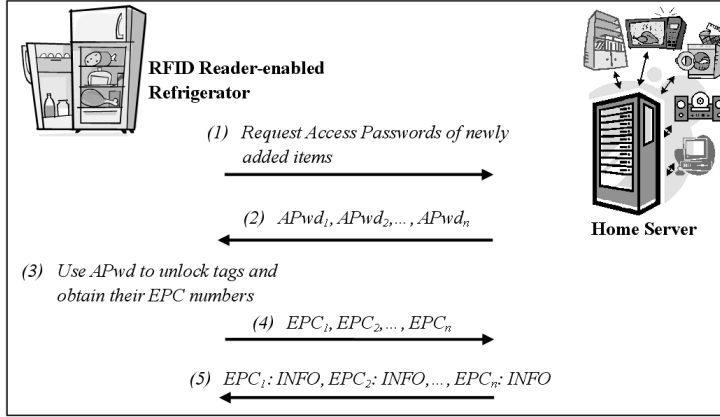 RFID Reader-enabled
Refrigerator
(1) Request Access Passwords of newly
added items
(2) APwd₁, APwd₂,..., APwdₙ
Home Server
(3) Use APwd to unlock tags and
obtain their EPC numbers
(4) EPC₁, EPC₂,..., EPCₙ
(5) EPC₁: INFO, EPC₂: INFO,..., EPCₙ: INFO